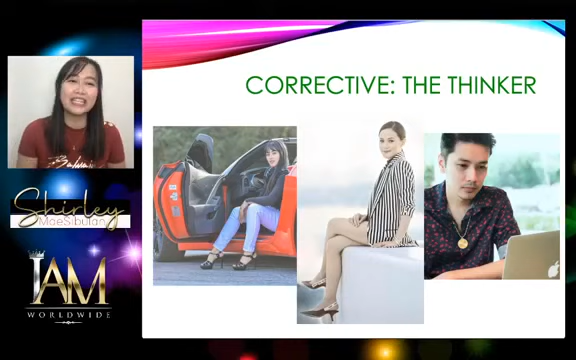 CORRECTIVE: THE THINKER
Shirley
MaeSibulan
IAM
WORLDWIDE